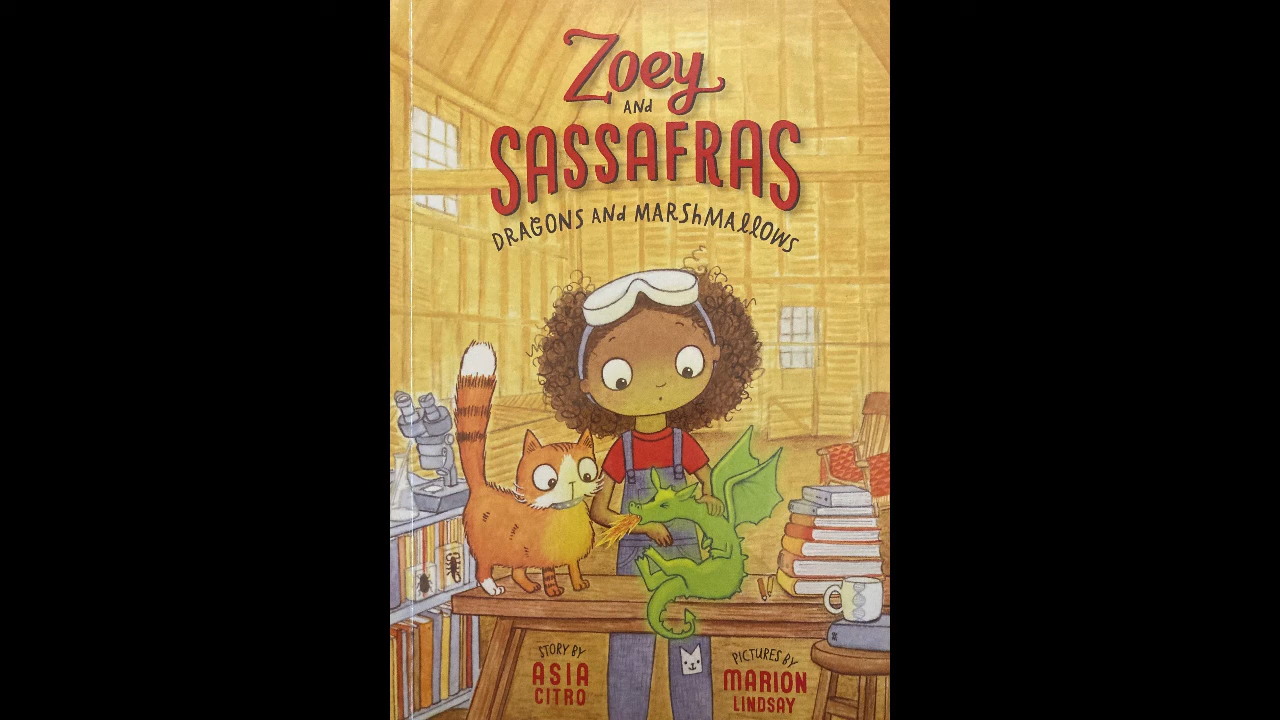 Zoey
AND
SASSAFRAS
DRAGONS AND MARSHMALLOWS
STORY BY
ASIA
CITRO
PICTURES BY
MARION
LINDSAY